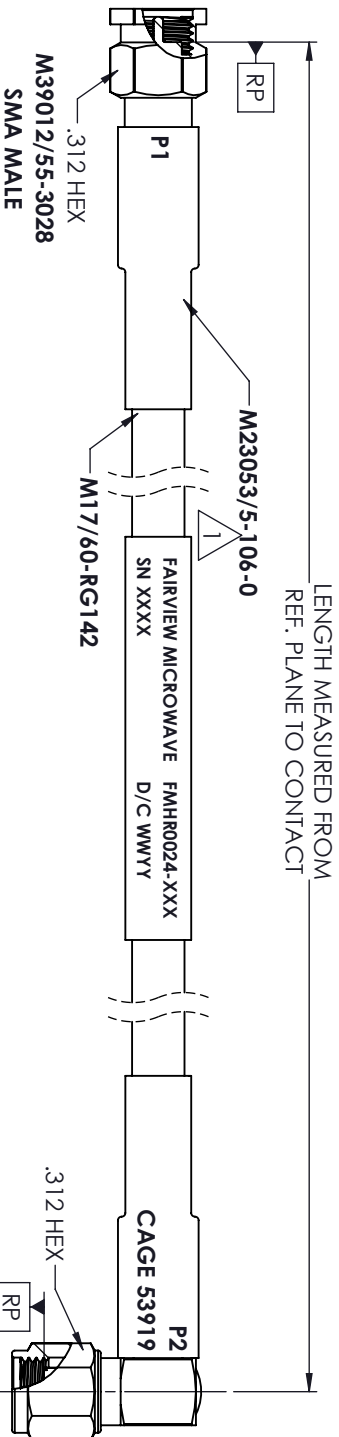 LENGTH MEASURED FROM
REF. PLANE TO CONTACT
RP
M23053/5-106-0
1
P1
FAIRVIEW MICROWAVE FMHR0024-XXX
SN XXXX D/C WWYY
P2
CAGE 53919
.312 HEX
M39012/55-3028
SMA MALE
M17/60-RG142
.312 HEX
RP